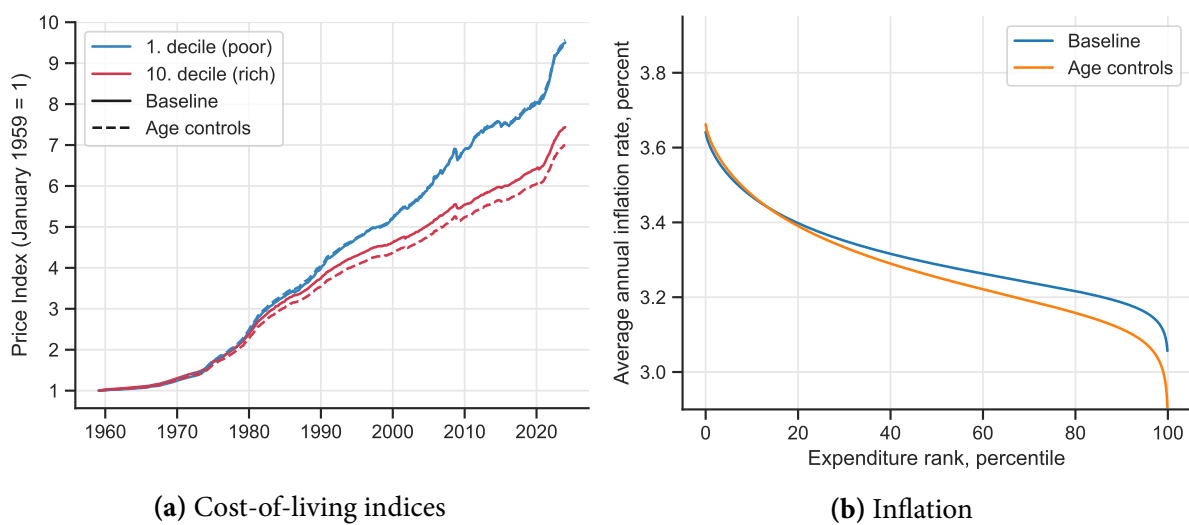 Price Index (January 1959 = 1)
10
9
8
7
6
5
4
3
2
1
1. decile (poor)
10. decile (rich)
Baseline
Age controls
1960 1970 1980 1990 2000 2010 2020
(a) Cost-of-living indices
Average annual inflation rate, percent
3.8
3.6
3.4
3.2
3.0
Baseline
Age controls
0 20 40 60 80 100
Expenditure rank, percentile
(b) Inflation